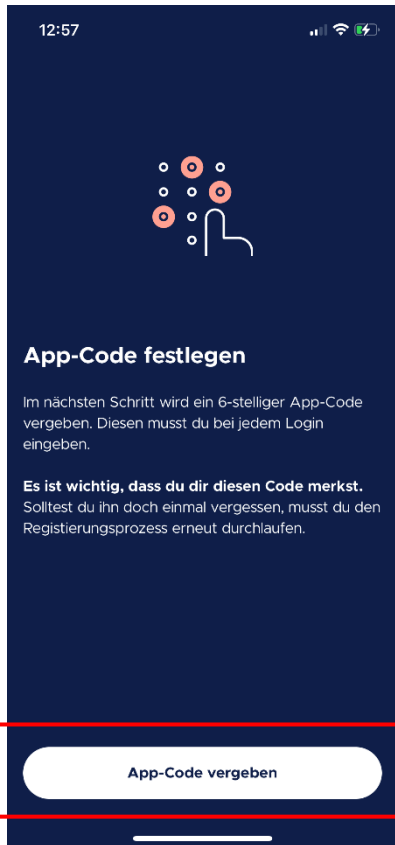 12:57
App-Code festlegen
Im nächsten Schritt wird ein 6-stelliger App-Code
vergeben. Diesen musst du bei jedem Login
eingeben.
Es ist wichtig, dass du dir diesen Code merkst.
Solltest du ihn doch einmal vergessen, musst du den
Registierungsprozess erneut durchlaufen.
App-Code vergeben